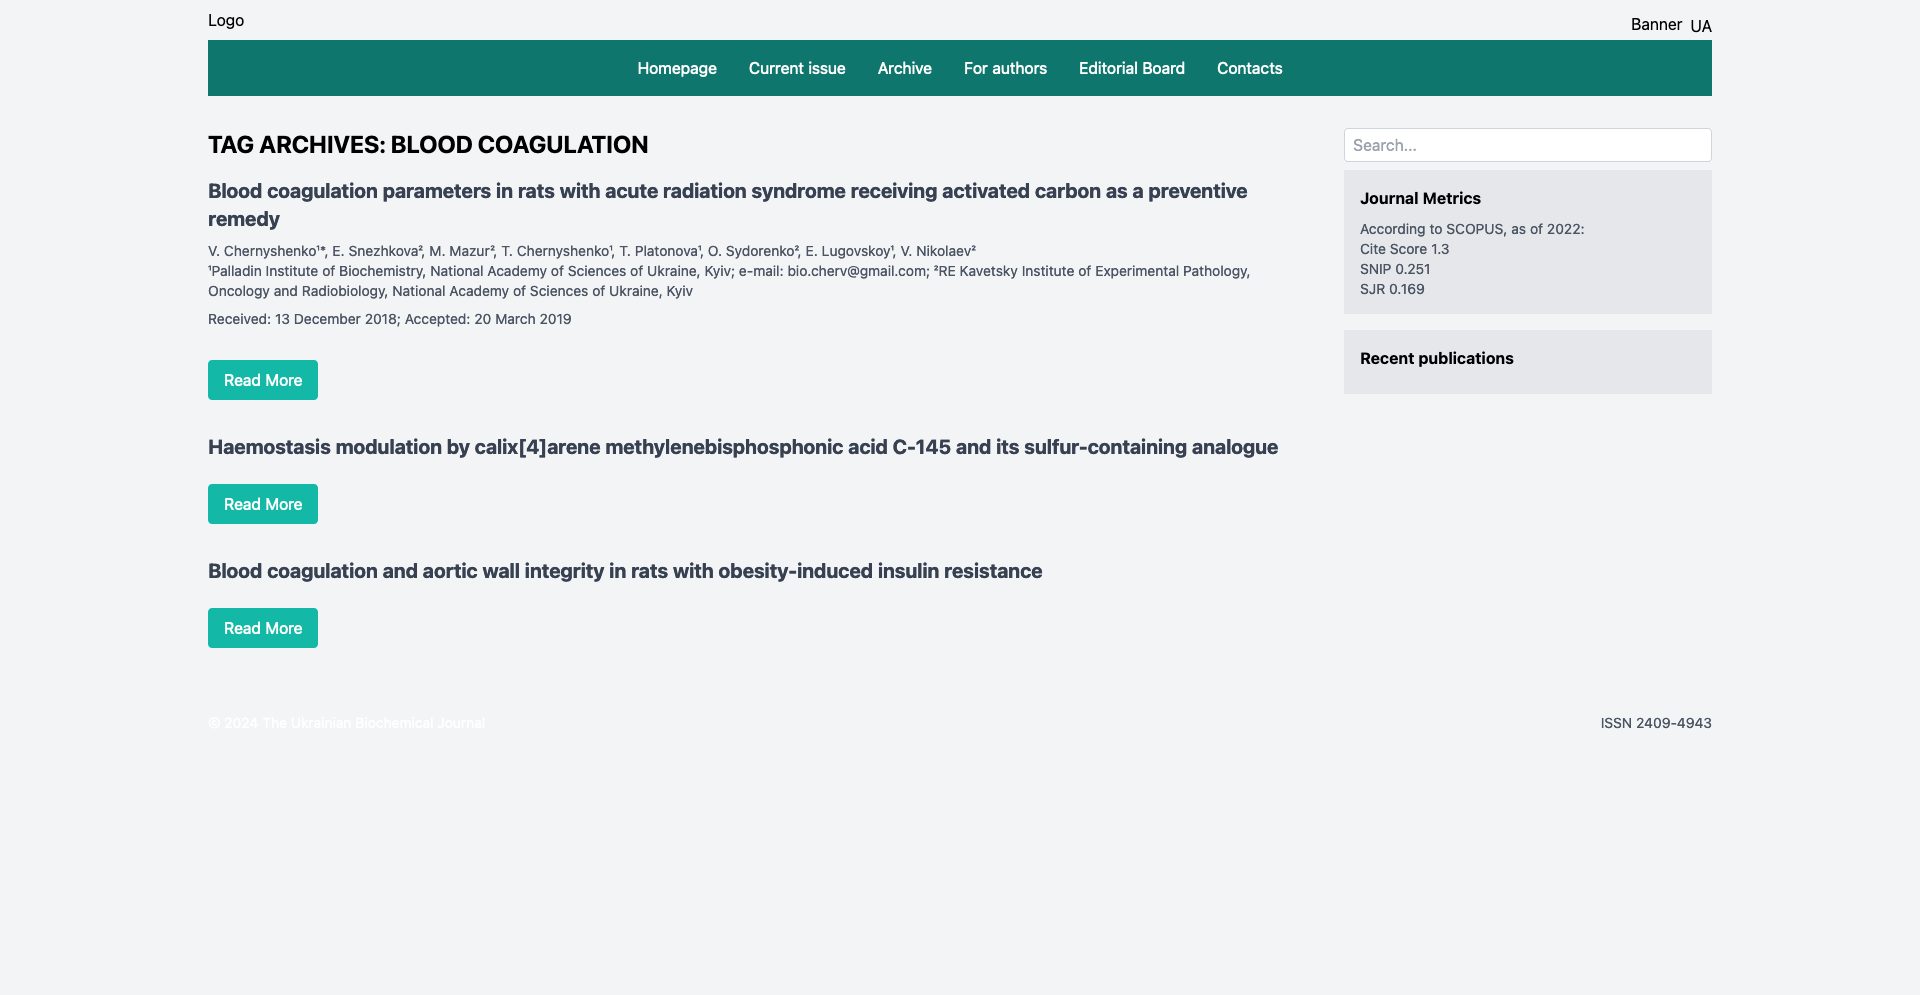 Logo
Banner UA
Homepage Current issue Archive For authors Editorial Board Contacts
TAG ARCHIVES: BLOOD COAGULATION
Blood coagulation parameters in rats with acute radiation syndrome receiving activated carbon as a preventive
remedy
V. Chernyshenko¹*, E. Snezhkova², M. Mazur², T. Chernyshenko¹, T. Platonova¹, O. Sydorenko², E. Lugovskoy¹, V. Nikolaev²
¹Palladin Institute of Biochemistry, National Academy of Sciences of Ukraine, Kyiv; e-mail: bio.cherv@gmail.com; ²RE Kavetsky Institute of Experimental Pathology,
Oncology and Radiobiology, National Academy of Sciences of Ukraine, Kyiv
Received: 13 December 2018; Accepted: 20 March 2019
Read More
Haemostasis modulation by calix[4]arene methylenebisphosphonic acid C-145 and its sulfur-containing analogue
Read More
Blood coagulation and aortic wall integrity in rats with obesity-induced insulin resistance
Read More
Search...
Journal Metrics
According to SCOPUS, as of 2022:
Cite Score 1.3
SNIP 0.251
SJR 0.169
Recent publications
© 2024 The Ukrainian Biochemical Journal
ISSN 2409-4943